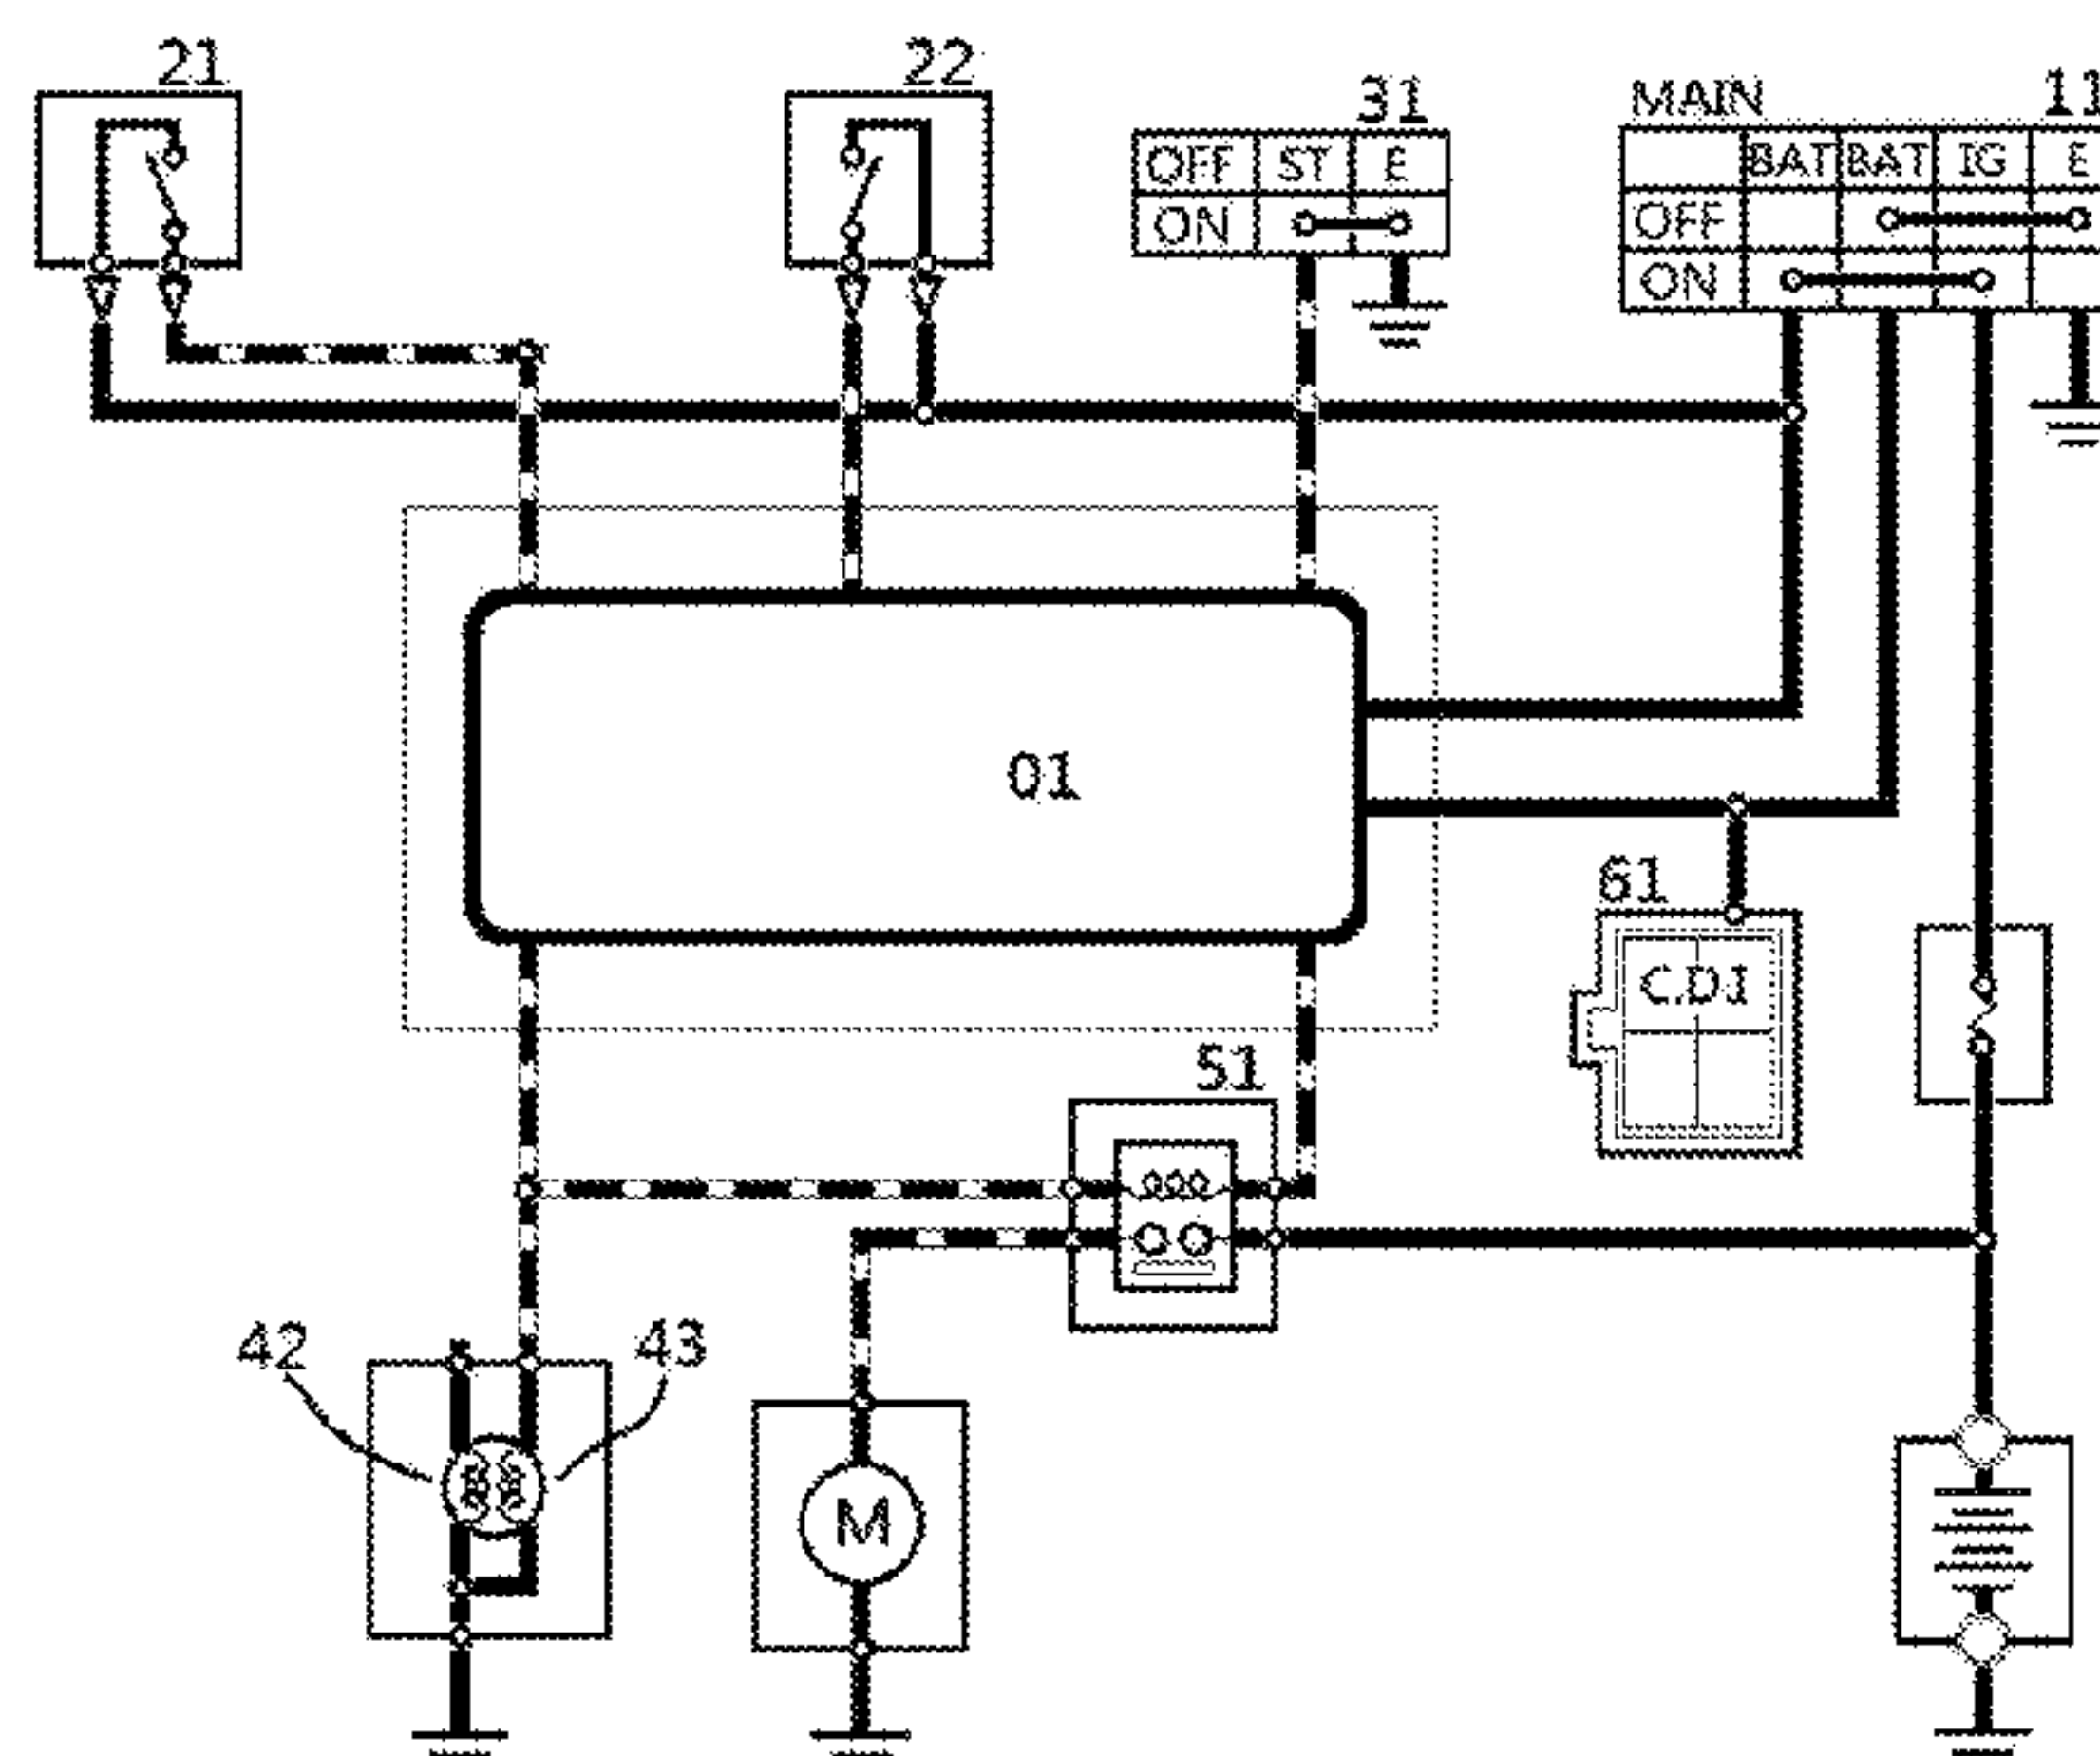 21
22
31
MAIN
11
OFF ST E
ON
BAT BAT IG E
OFF
ON
01
61
C.D.I
51
42
43
M